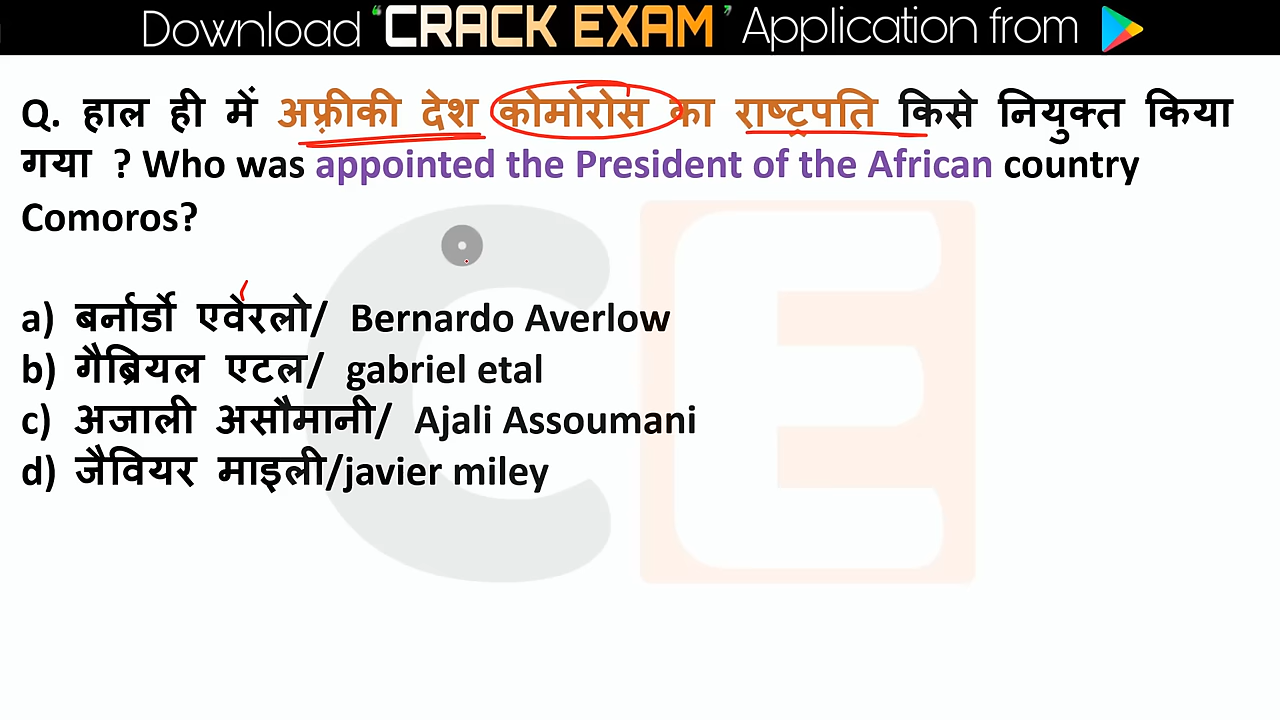 Download “CRACK EXAM” Application from
Q. हाल ही में अफ़्रीकी देश कोमोरोस का राष्ट्रपति किसे नियुक्त किया
गया ? Who was appointed the President of the African country
Comoros?
a) बर्नार्डो एवेरलो/ Bernardo Averlow
b) गैब्रियल एटल/ gabriel etal
c) अजाली असौमानी/ Ajali Assoumani
d) जैवियर माइली/javier miley
CE